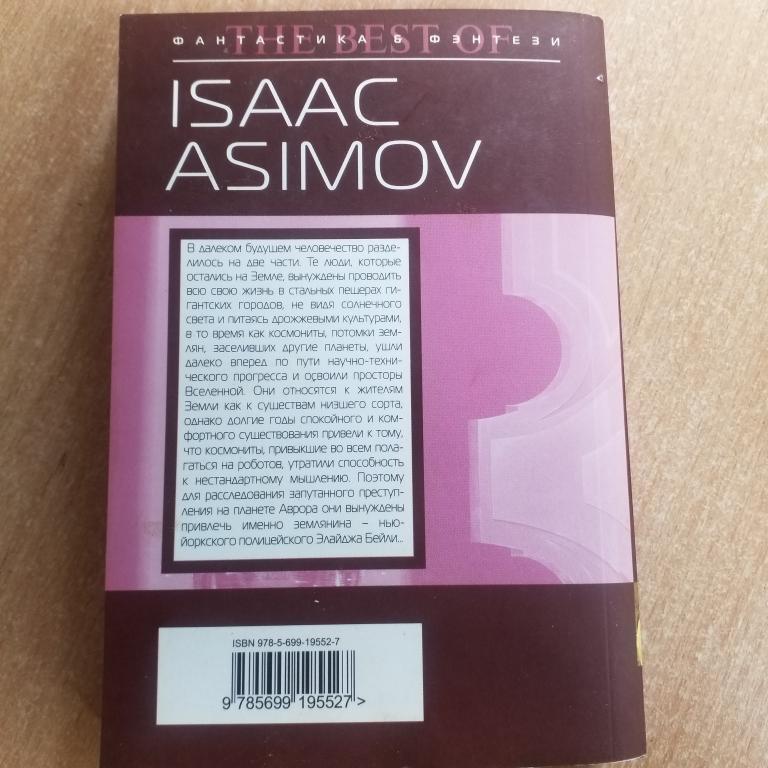 THE BEST OF
ФАНТАСТИКА & ФЭНТЕЗИ
ISAAC
ASIMOV
В далеком будущем человечество разде-
лилось на две части. Те люди, которые
остались на Земле, вынуждены проводить
всю свою жизнь в стальных пещерах ги-
гантских городов, не видя солнечного
света и питаясь дрожжевыми культурами,
в то время как космониты, потомки зем-
лян, заселивших другие планеты, ушли
далеко вперед по пути научно-техни-
ческого прогресса и освоили просторы
Вселенной. Они относятся к жителям
Земли как к существам низшего сорта,
однако долгие годы спокойного и ком-
фортного существования привели к тому,
что космониты, привыкшие во всем пола-
гаться на роботов, утратили способность
к нестандартному мышлению. Поэтому
для расследования запутанного преступ-
ления на планете Аврора они вынуждены
привлечь именно землянина – нью-
йоркского полицейского Элайджа Бейли...
ISBN 978-5-699-19552-7
9 785699 195527 >